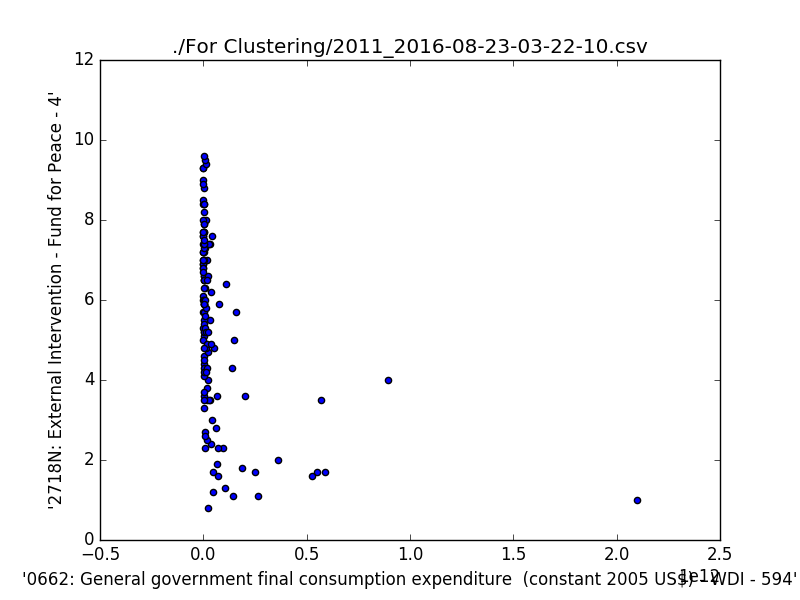 ./For Clustering/2011_2016-08-23-03-22-10.csv
'2718N: External Intervention - Fund for Peace - 4'
12
10
8
6
4
2
0
−0.5 0.0 0.5 1.0 1.5 2.0 2.5
1e12
'0662: General government final consumption expenditure (constant 2005 US$) - WDI - 594'